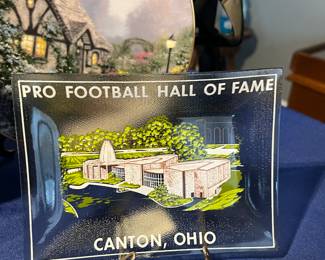 PRO FOOTBALL HALL OF FAME
CANTON, OHIO